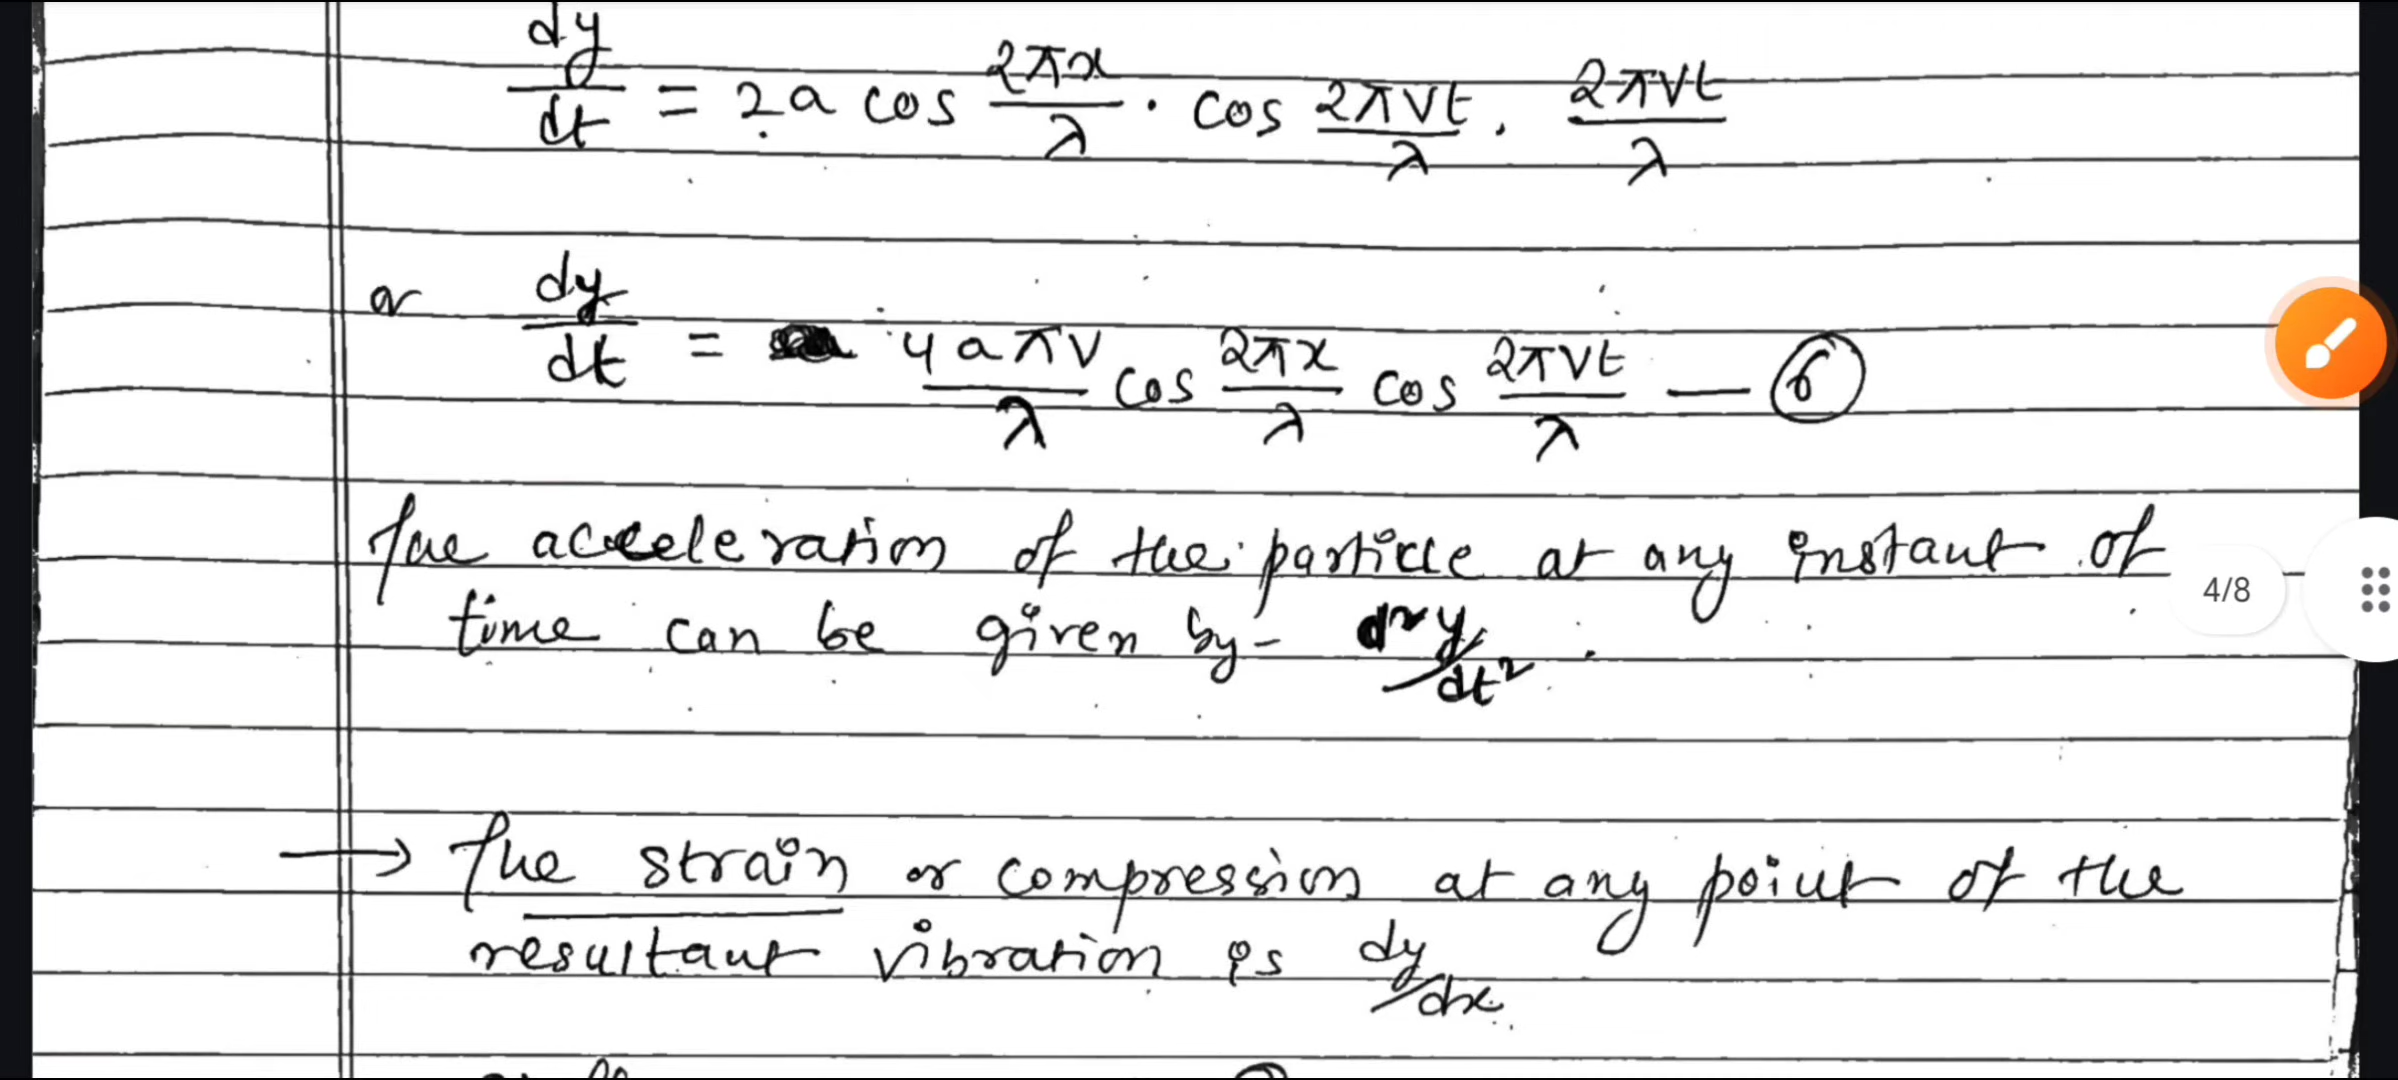 dy/dt = 2a cos 2πx/λ . cos 2πvt/λ . 2πvt/λ
or dy/dt = 4aπv/λ cos 2πx/λ cos 2πvt/λ — ⑥
The acceleration of the particle at any instant of
time can be given by - d²y/dt² .
→ The strain or compression at any point of the
resultant vibration is dy/dx.
4/8